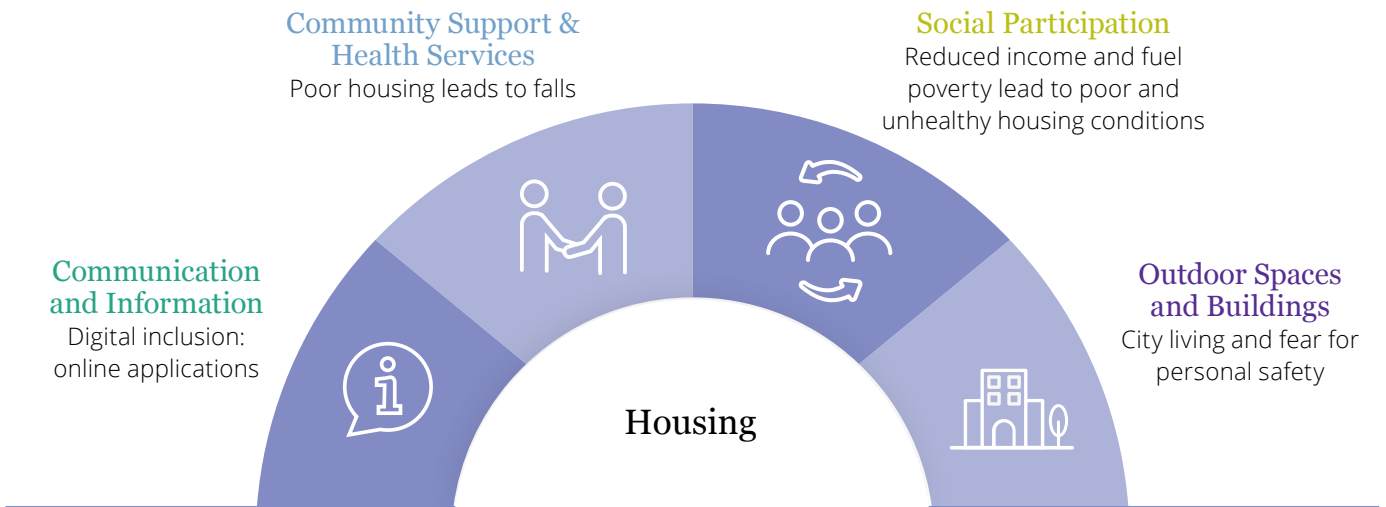 Community Support &
Health Services
Poor housing leads to falls
Social Participation
Reduced income and fuel
poverty lead to poor and
unhealthy housing conditions
Communication
and Information
Digital inclusion:
online applications
Outdoor Spaces
and Buildings
City living and fear for
personal safety
Housing